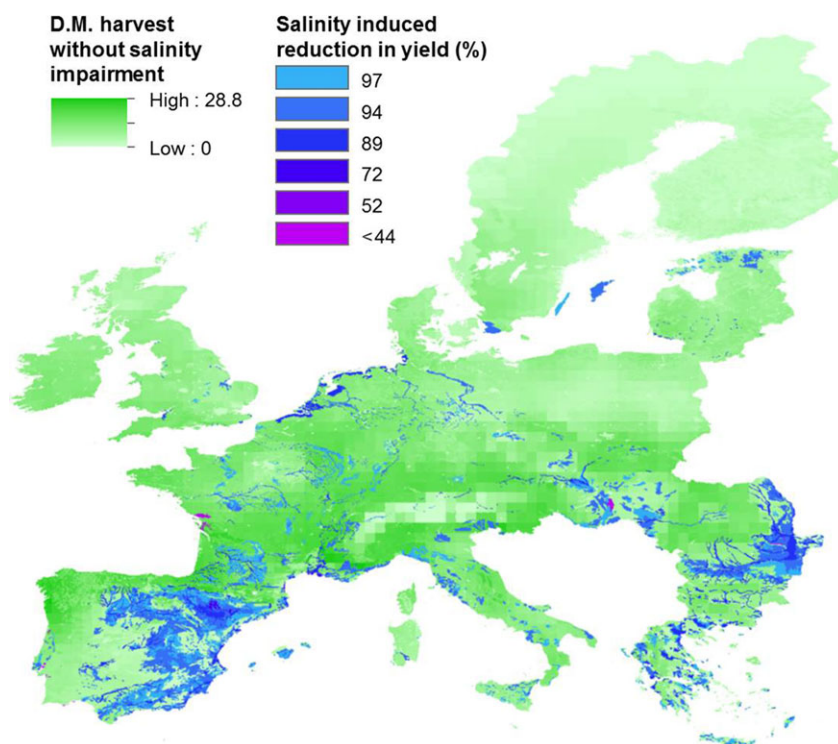 D.M. harvest
without salinity
impairment
High : 28.8
Low : 0
Salinity induced
reduction in yield (%)
97
94
89
72
52
<44